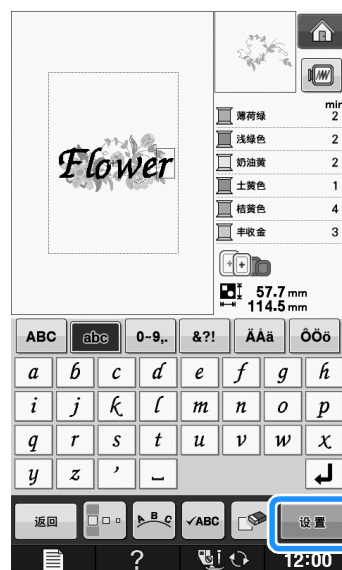 Flower
min
薄荷绿 2
浅绿色 2
奶油黄 2
土黄色 1
桔黄色 4
丰收金 3
57.7 mm
114.5 mm
ABC abc 0~9,. &?! ÄÅä ÔÖö
a b c d e f g h
i j k l m n o p
q r s t u v w x
y z ’ ⎵
返回 A B C ✓ABC 设置
? 12:00